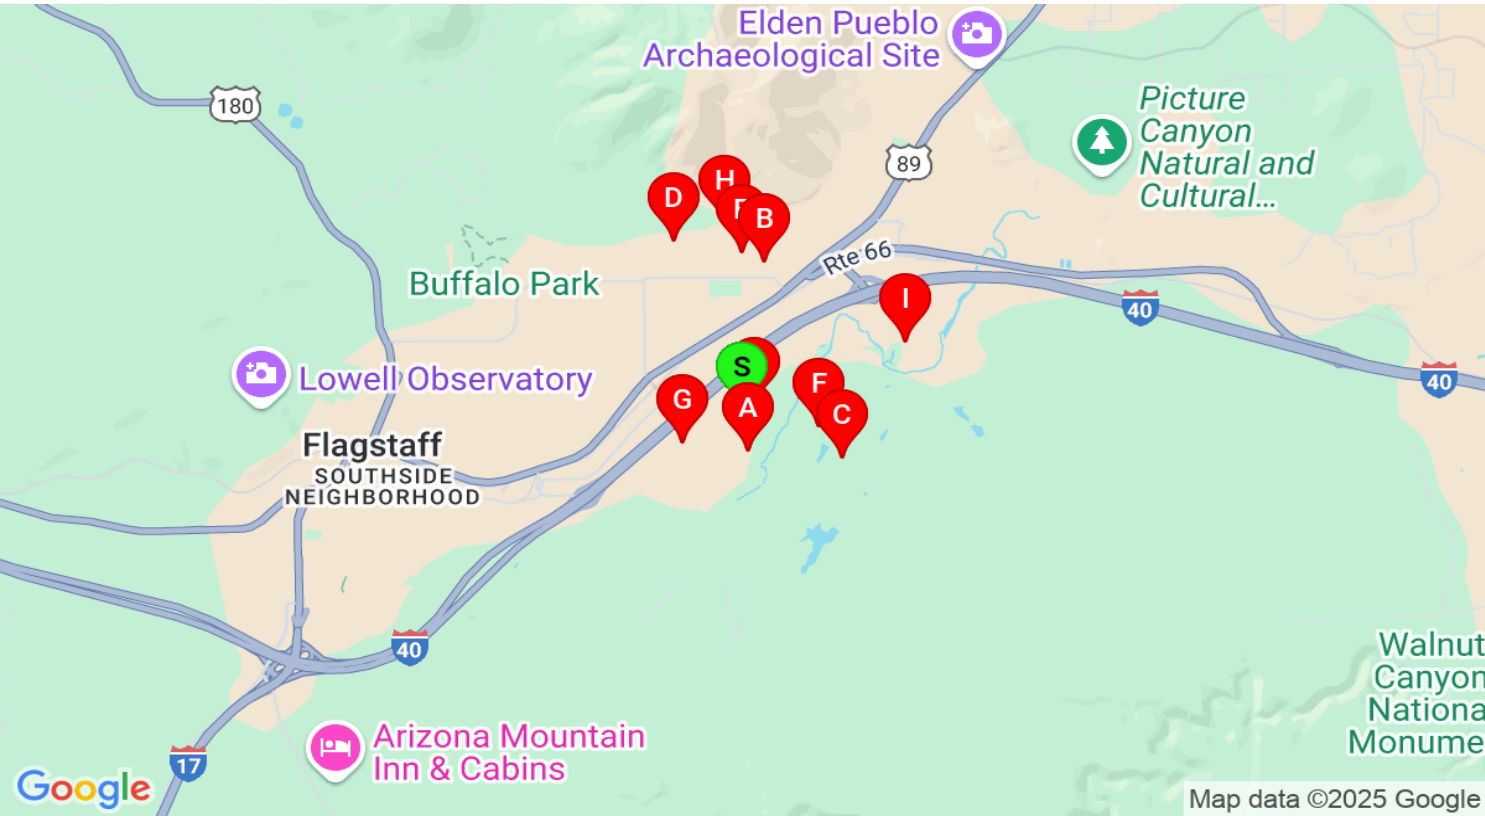 Elden Pueblo
Archaeological Site
180
Picture
Canyon
Natural and
Cultural...
89
H
D
B
Rte 66
Buffalo Park
I
40
S
Lowell Observatory
40
F
G
A
C
Flagstaff
SOUTHSIDE
NEIGHBORHOOD
40
Walnut
Canyon
Nationa
Monume
Arizona Mountain
Inn & Cabins
17
Google
Map data ©2025 Google